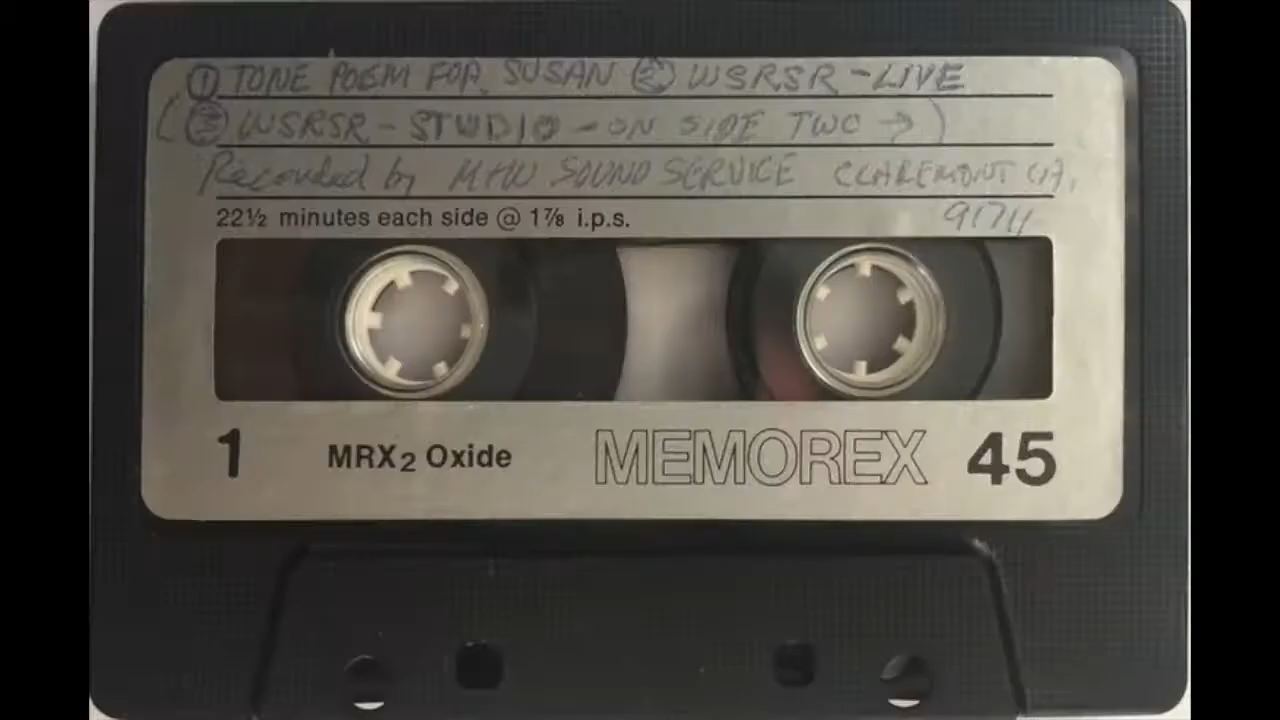 ① TONE POEM FOR SUSAN ② WSRSR - LIVE
(③ WSRSR - STUDIO - ON SIDE TWO →)
Recorded by MHW SOUND SERVICE CLAREMONT CA.
22½ minutes each side @ 1⅞ i.p.s. 91711
1 MRX2 Oxide MEMOREX 45